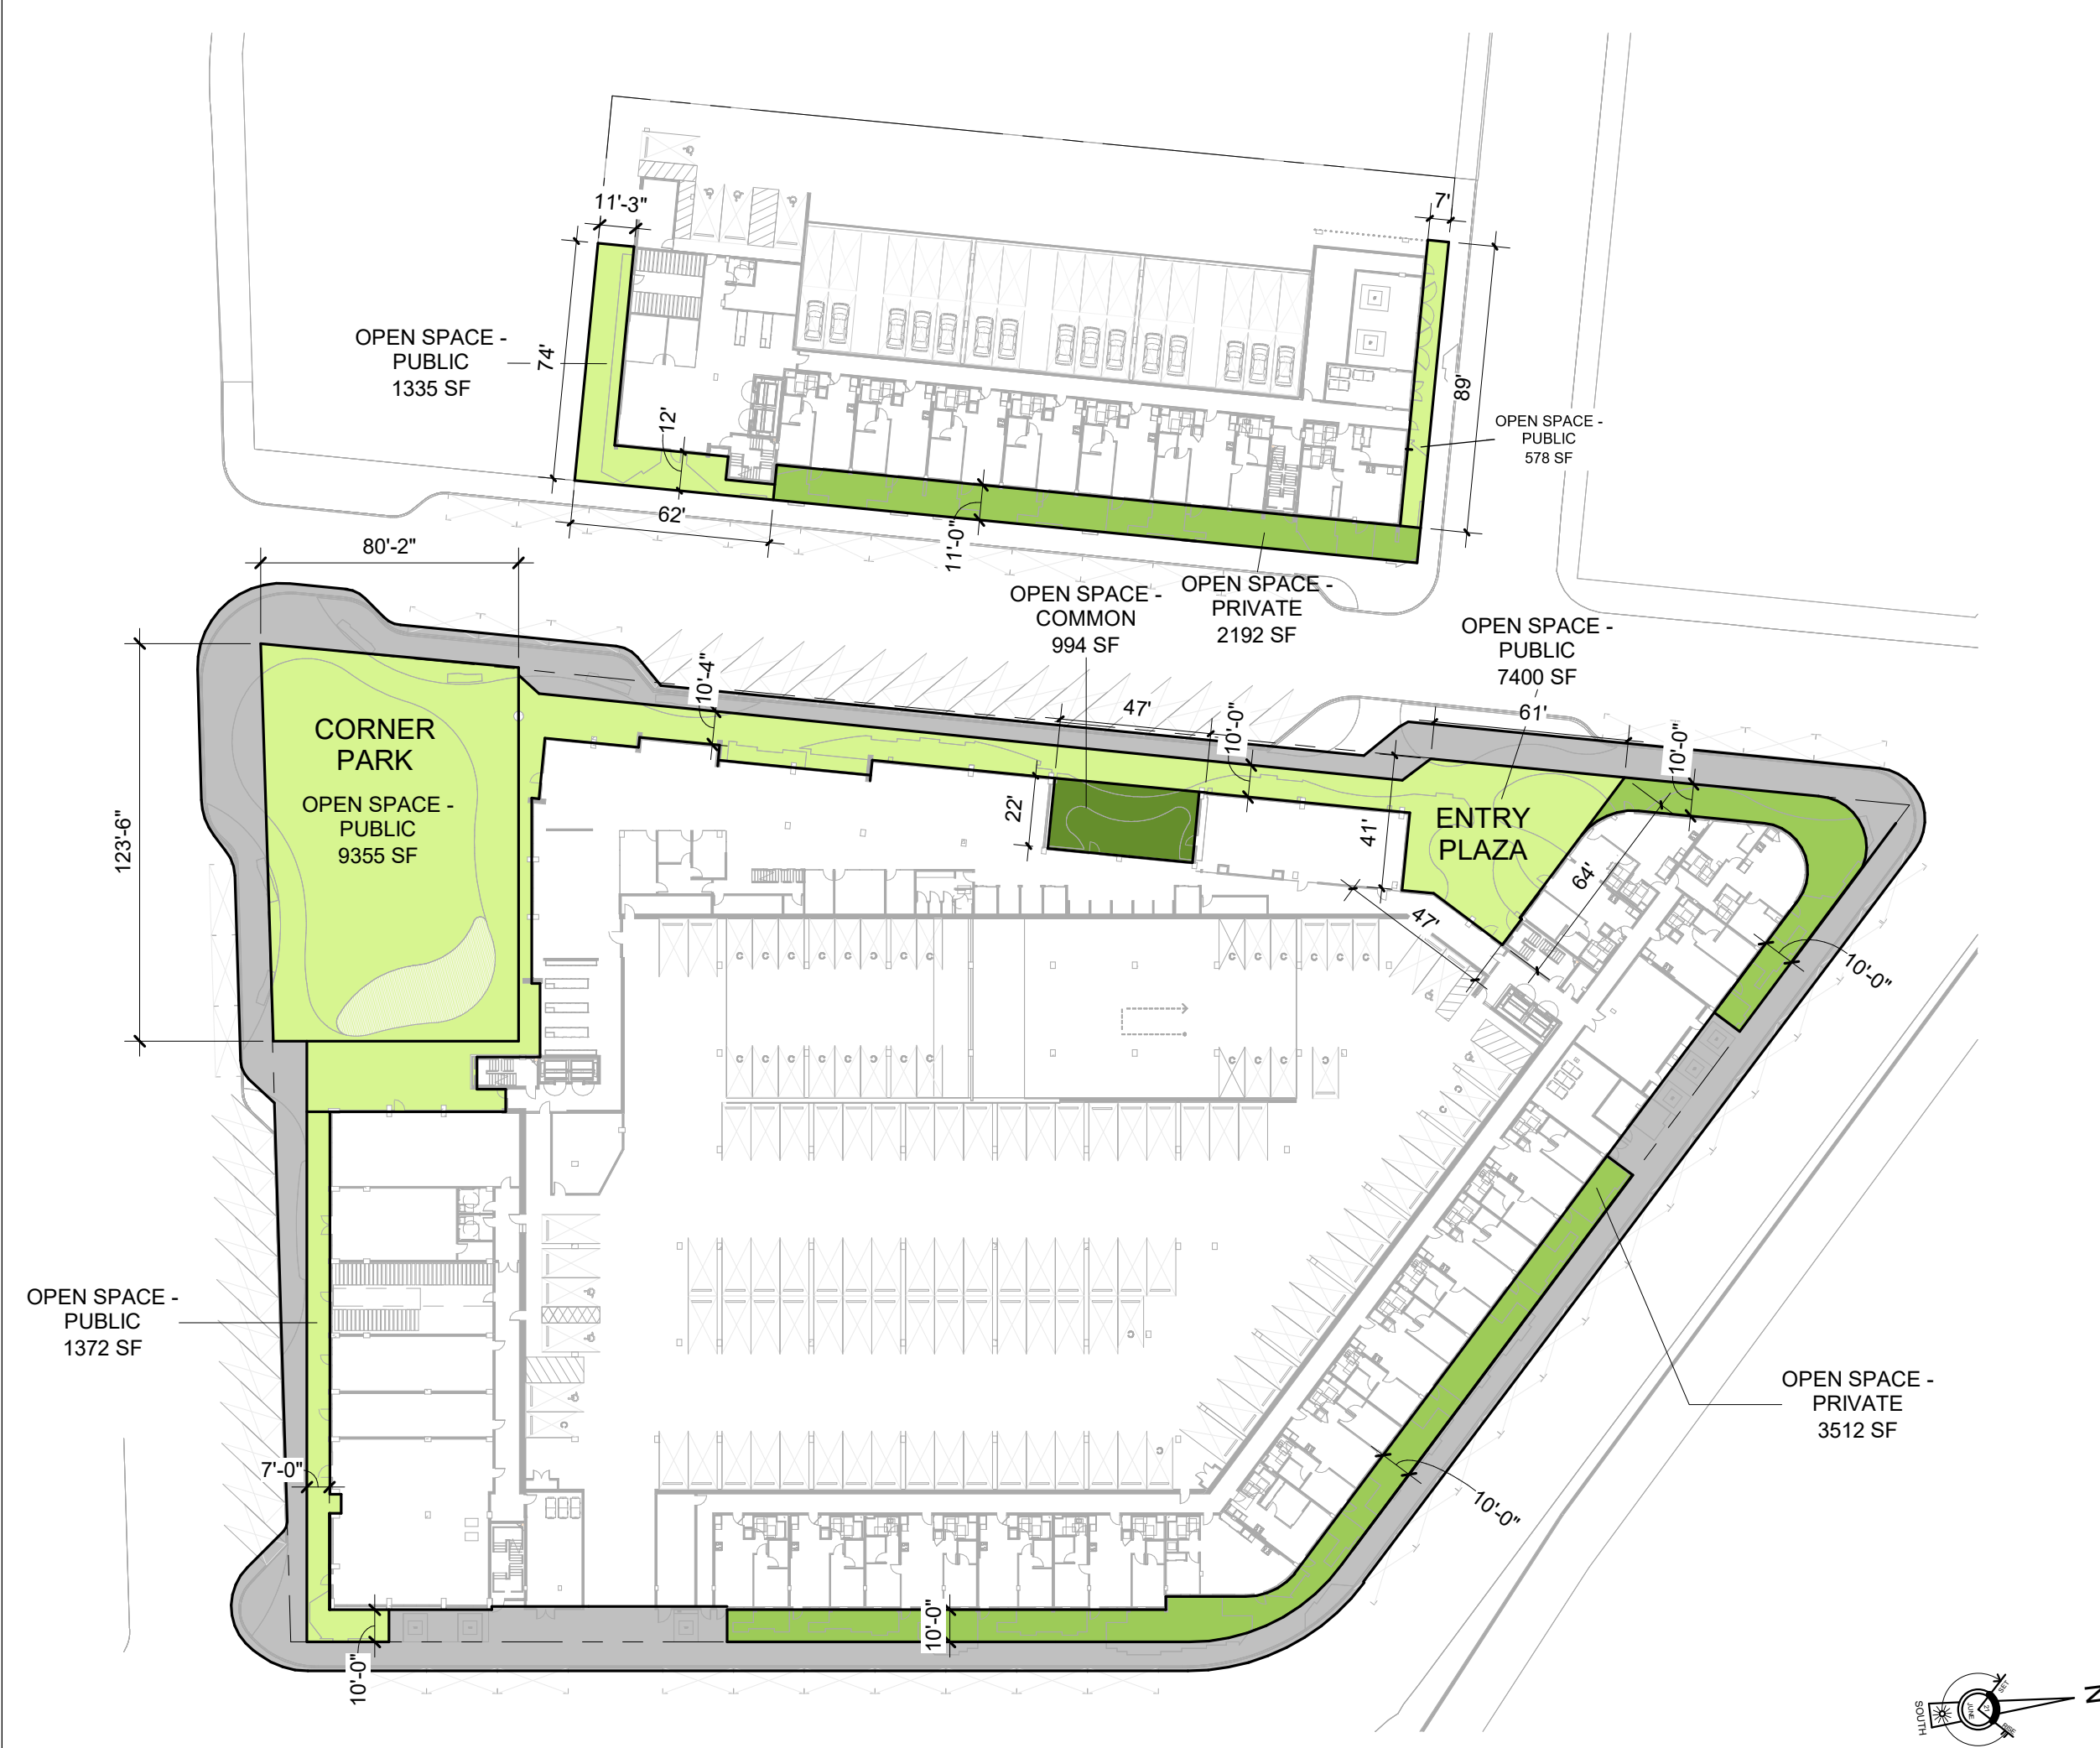 11'-3"
7'
OPEN SPACE -
PUBLIC
1335 SF
74'
12'
89'
OPEN SPACE -
PUBLIC
578 SF
62'
11'-0"
80'-2"
OPEN SPACE -
COMMON
994 SF
OPEN SPACE -
PRIVATE
2192 SF
OPEN SPACE -
PUBLIC
7400 SF
10'-4"
47'
10'-0"
61'
10'-0"
CORNER
PARK
OPEN SPACE -
PUBLIC
9355 SF
123'-6"
22'
41'
ENTRY
PLAZA
64'
47'
10'-0"
C C C C C C C C C C C C C
C C C C C C C C C C C
C C
C
OPEN SPACE -
PUBLIC
1372 SF
OPEN SPACE -
PRIVATE
3512 SF
C
C
C
7'-0"
10'-0"
10'-0"
10'-0"
SOUTH
JUNE
21
SET
RISE
N